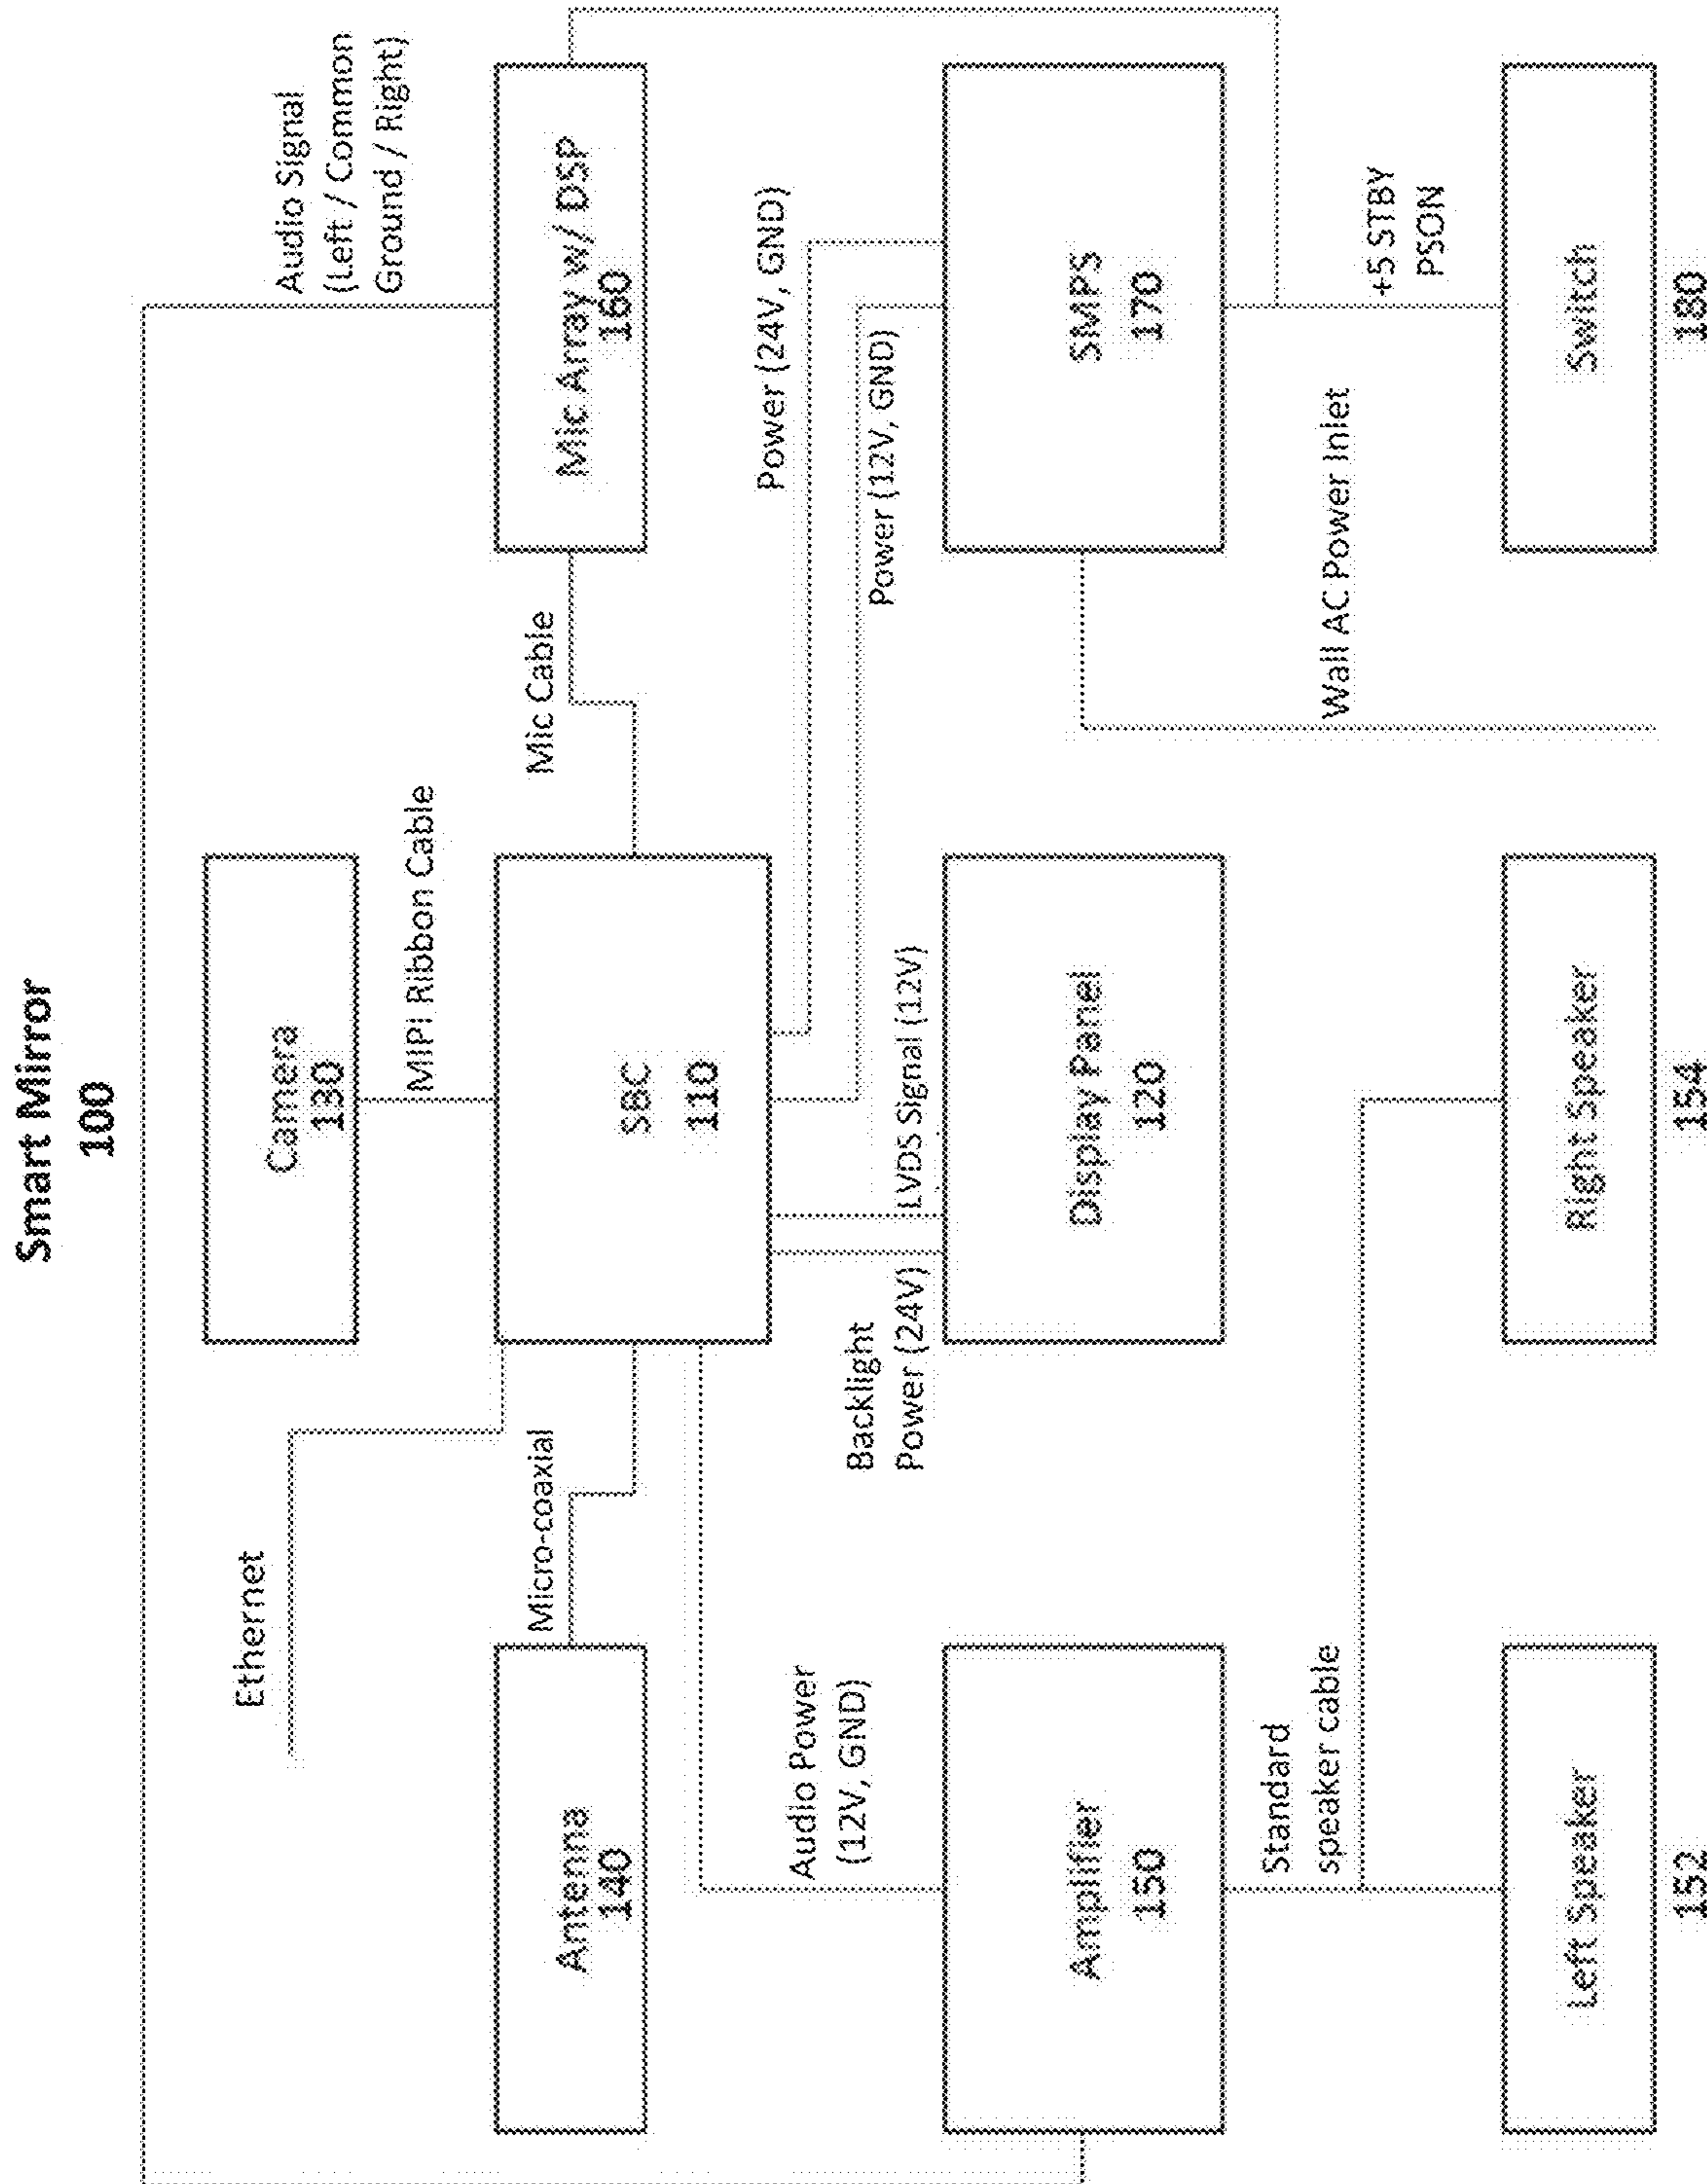 Smart Mirror
100
Ethernet
Camera
130
Audio Signal
(Left / Common
Ground / Right)
MIPI Ribbon Cable
Antenna
140
Micro-coaxial
SBC
110
Mic Cable
Mic Array w/ DSP
160
Audio Power
(12V, GND)
Backlight
Power (24V)
LVDS Signal (12V)
Power (24V, GND)
Power (12V, GND)
Amplifier
150
Display Panel
120
SMPS
170
Standard
speaker cable
Wall AC Power Inlet
+5 STBY
PSON
Left Speaker
152
Right Speaker
154
Switch
180